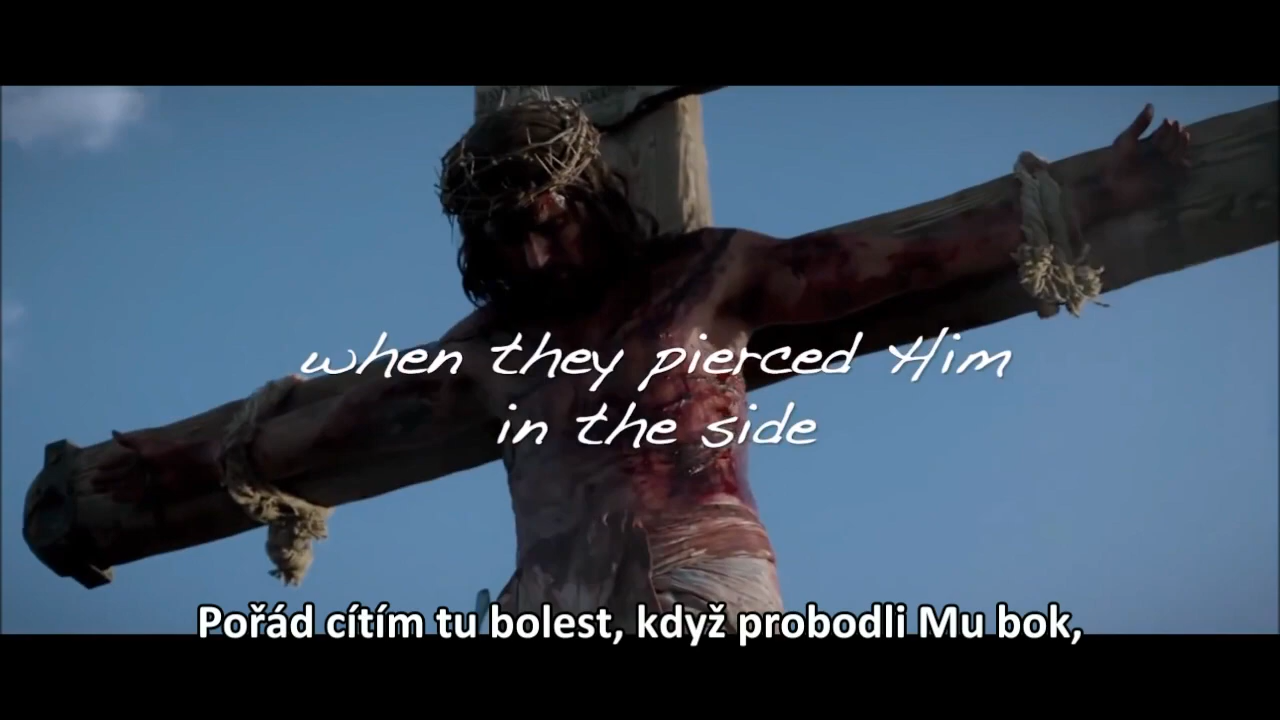 when they pierced Him
in the side
Pořád cítím tu bolest, když probodli Mu bok,